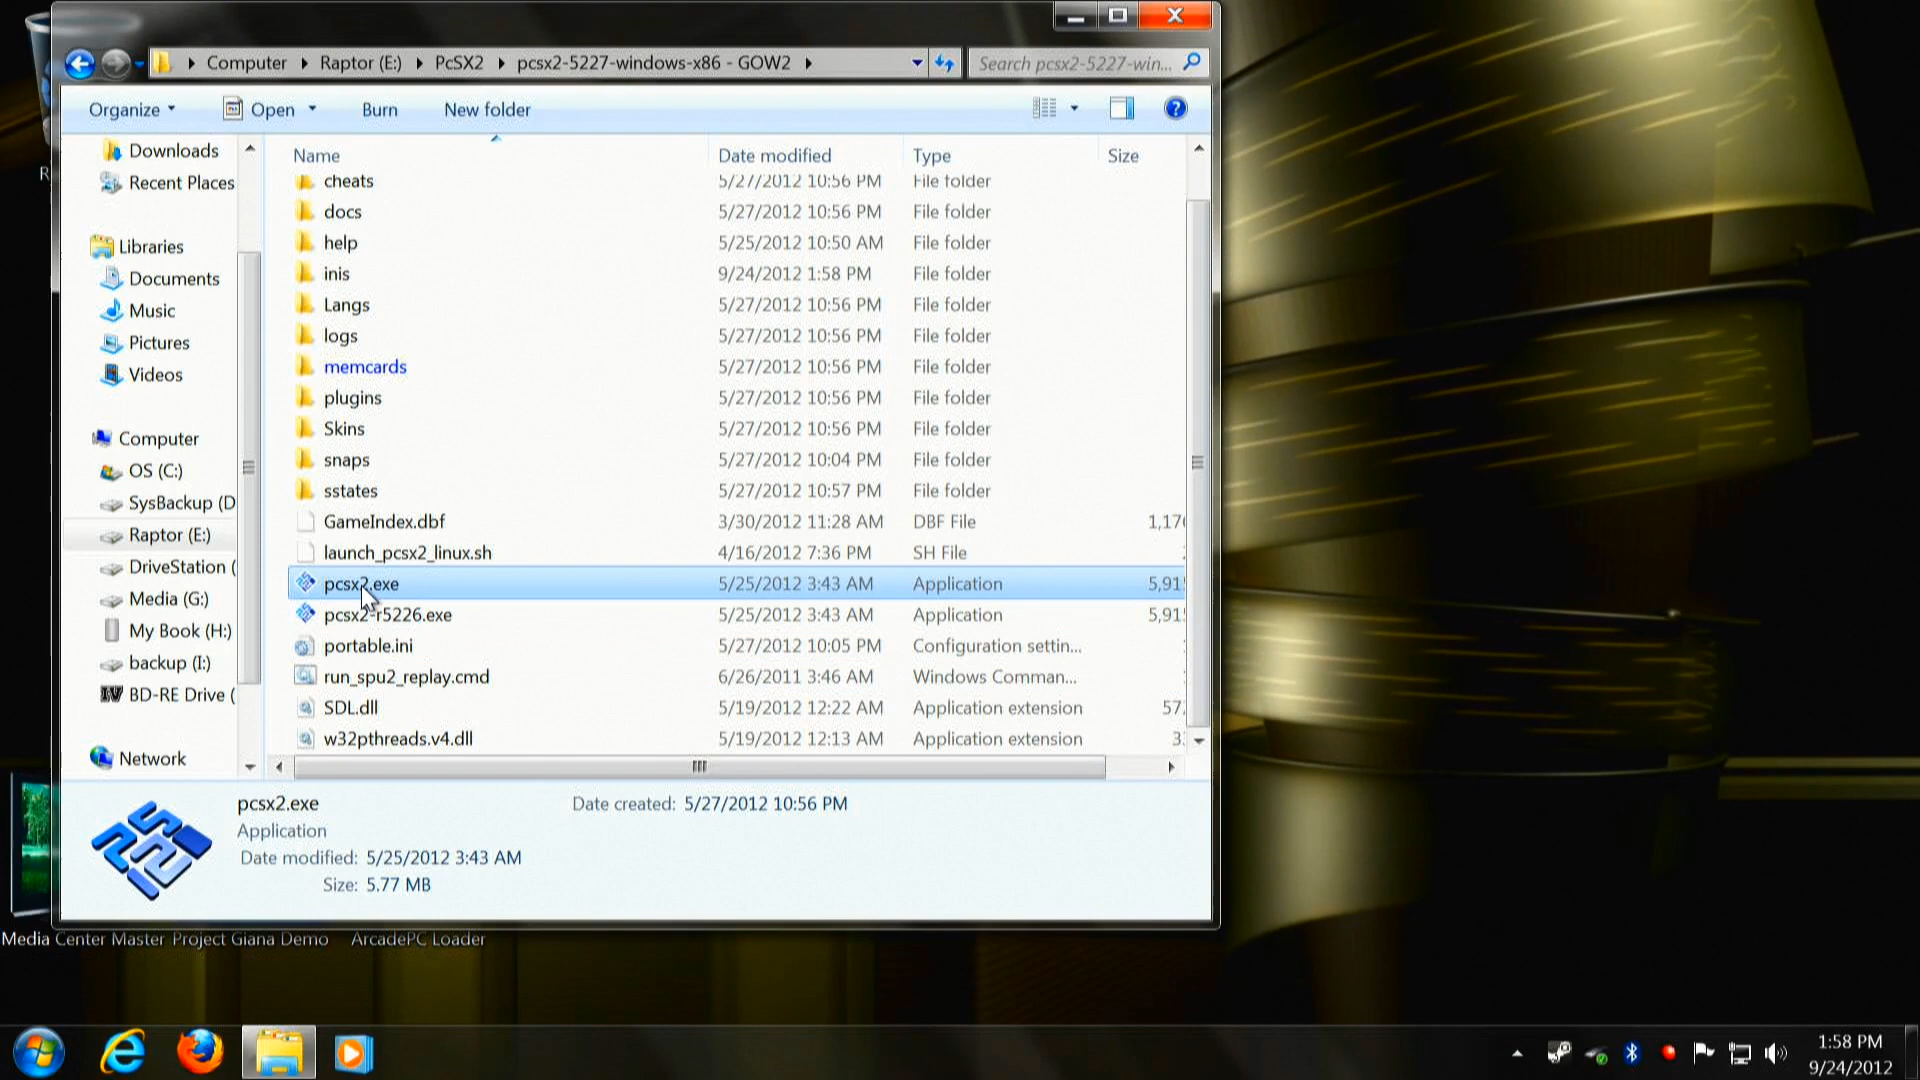 Computer Raptor (E:) PcSX2 pcsx2-5227-windows-x86 - GOW2
Search pcsx2-5227-win...
Organize Open Burn New folder
Downloads
Recent Places
Libraries
Documents
Music
Pictures
Videos
Computer
OS (C:)
SysBackup (D
Raptor (E:)
DriveStation (
Media (G:)
My Book (H:)
backup (I:)
BD-RE Drive (
Network
Name Date modified Type Size
cheats 5/27/2012 10:56 PM File folder
docs 5/27/2012 10:56 PM File folder
help 5/25/2012 10:50 AM File folder
inis 9/24/2012 1:58 PM File folder
Langs 5/27/2012 10:56 PM File folder
logs 5/27/2012 10:56 PM File folder
memcards 5/27/2012 10:56 PM File folder
plugins 5/27/2012 10:56 PM File folder
Skins 5/27/2012 10:56 PM File folder
snaps 5/27/2012 10:04 PM File folder
sstates 5/27/2012 10:57 PM File folder
GameIndex.dbf 3/30/2012 11:28 AM DBF File 1,176
launch_pcsx2_linux.sh 4/16/2012 7:36 PM SH File
pcsx2.exe 5/25/2012 3:43 AM Application 5,915
pcsx2-r5226.exe 5/25/2012 3:43 AM Application 5,915
portable.ini 5/27/2012 10:05 PM Configuration settin...
run_spu2_replay.cmd 6/26/2011 3:46 AM Windows Comman...
SDL.dll 5/19/2012 12:22 AM Application extension 57
w32pthreads.v4.dll 5/19/2012 12:13 AM Application extension 3
pcsx2.exe Date created: 5/27/2012 10:56 PM
Application
Date modified: 5/25/2012 3:43 AM
Size: 5.77 MB
R
Media Center Master Project Giana Demo ArcadePC Loader
1:58 PM
9/24/2012